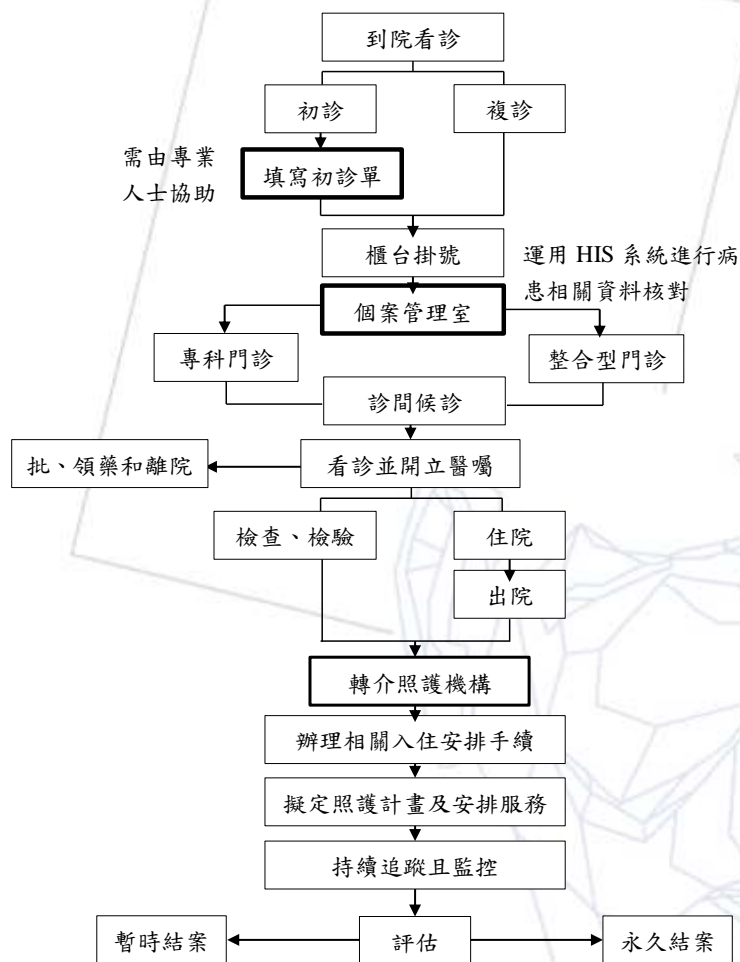 到院看診
初診
複診
需由專業
人士協助
填寫初診單
櫃台掛號
運用 HIS 系統進行病
患相關資料核對
個案管理室
專科門診
整合型門診
診間候診
批、領藥和離院
看診並開立醫囑
檢查、檢驗
住院
出院
轉介照護機構
辦理相關入住安排手續
擬定照護計畫及安排服務
持續追蹤且監控
暫時結案
評估
永久結案